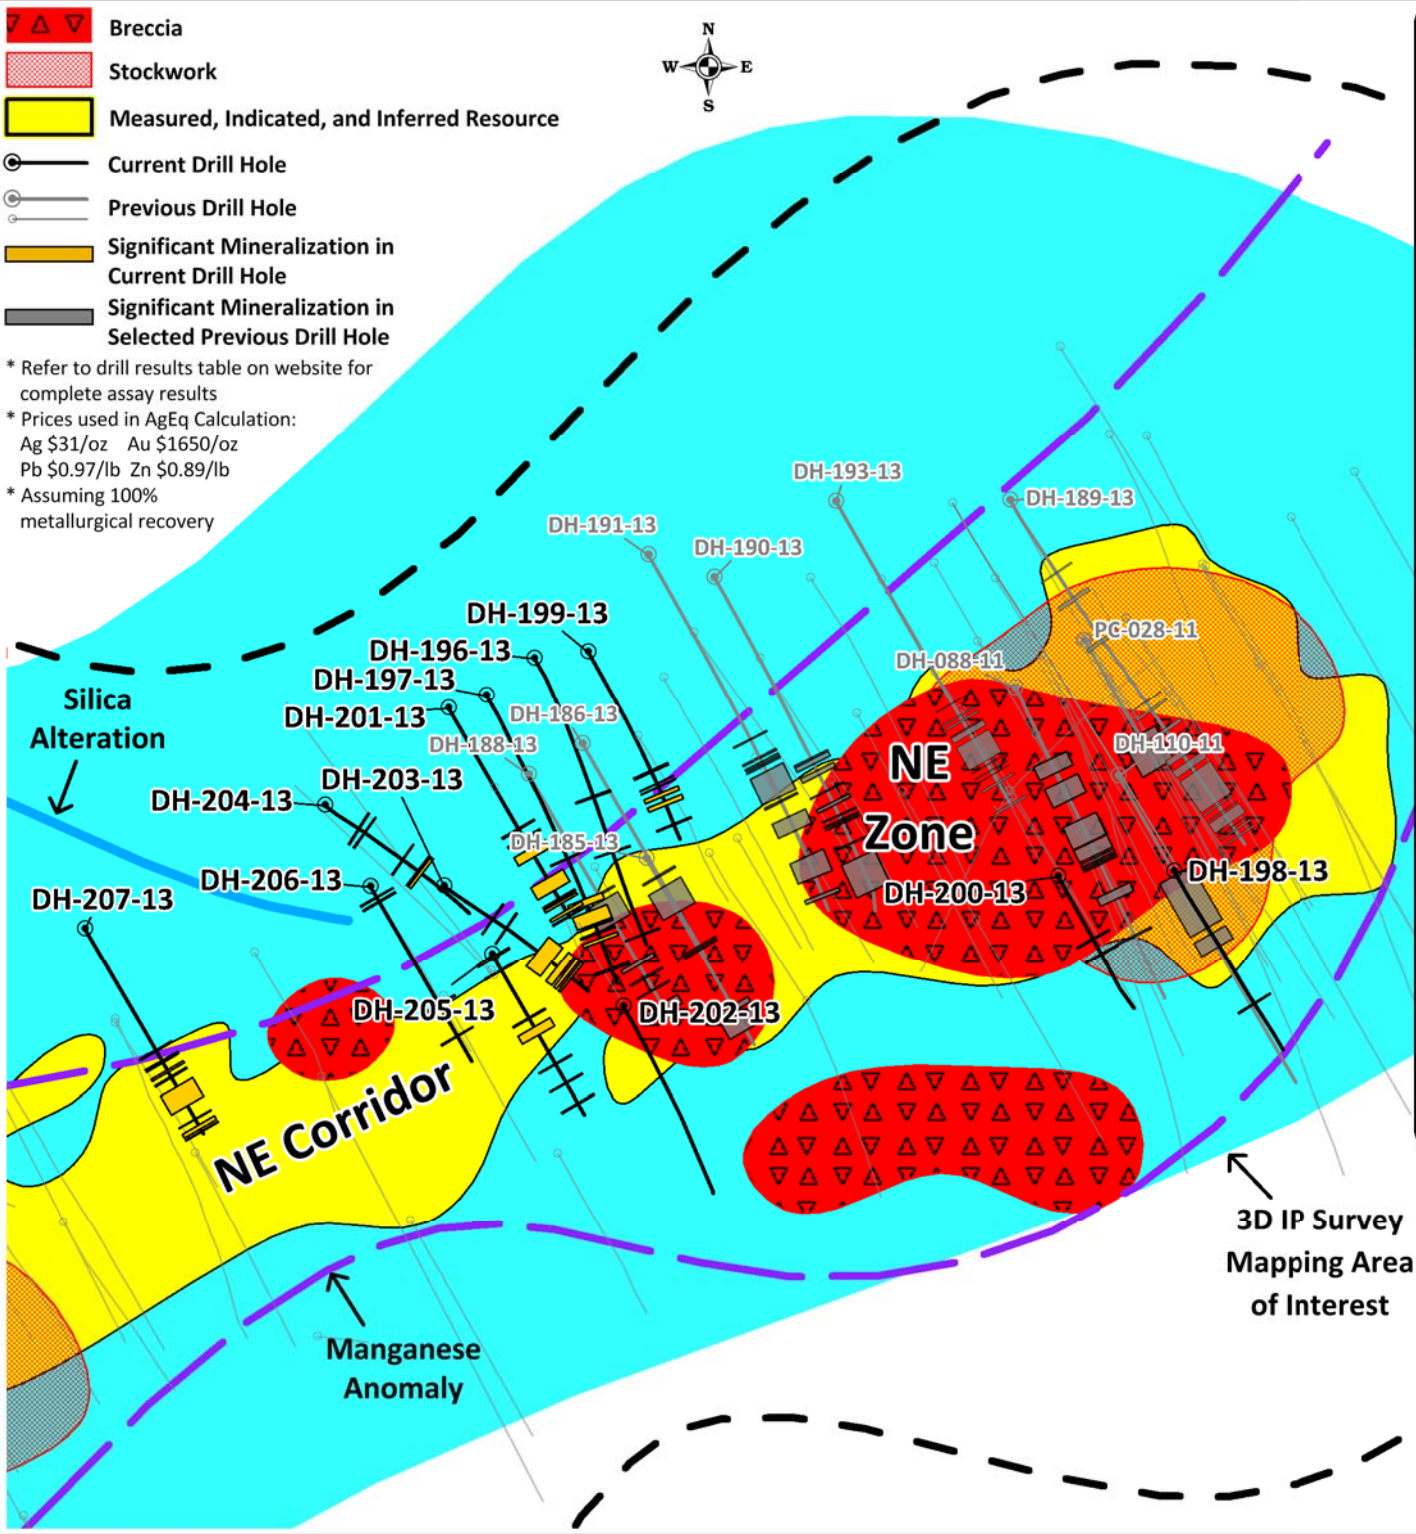 Breccia
Stockwork
Measured, Indicated, and Inferred Resource
Current Drill Hole
Previous Drill Hole
Significant Mineralization in
Current Drill Hole
Significant Mineralization in
Selected Previous Drill Hole
* Refer to drill results table on website for
complete assay results
* Prices used in AgEq Calculation:
Ag $31/oz Au $1650/oz
Pb $0.97/lb Zn $0.89/lb
* Assuming 100%
metallurgical recovery
N
W E
S
DH-193-13
DH-189-13
DH-191-13
DH-190-13
DH-199-13
PC-028-11
DH-196-13
DH-088-11
DH-197-13
Silica
Alteration
DH-201-13
DH-186-13
DH-188-13
DH-110-11
NE
Zone
DH-203-13
DH-204-13
DH-185-13
DH-206-13
DH-200-13
DH-198-13
DH-207-13
DH-205-13
DH-202-13
NE Corridor
3D IP Survey
Mapping Area
of Interest
Manganese
Anomaly